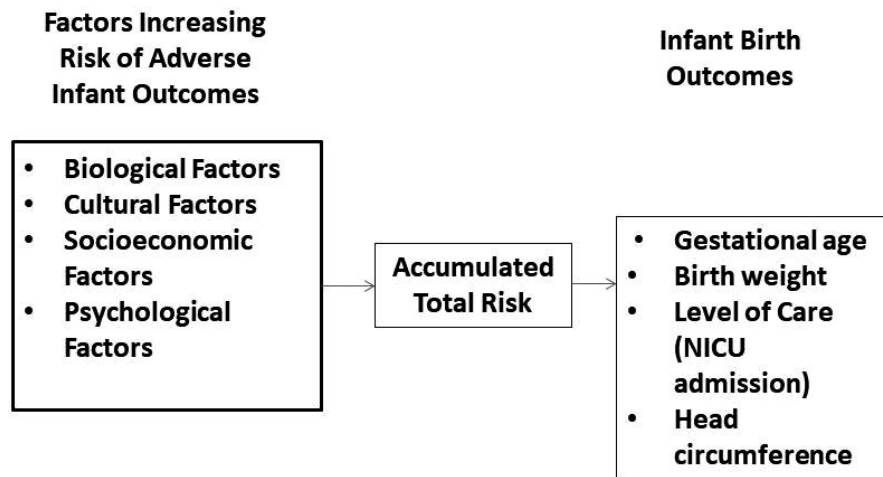 Factors Increasing
Risk of Adverse
Infant Outcomes
Infant Birth
Outcomes
• Biological Factors
• Cultural Factors
• Socioeconomic
Factors
• Psychological
Factors
Accumulated
Total Risk
• Gestational age
• Birth weight
• Level of Care
(NICU
admission)
• Head
circumference